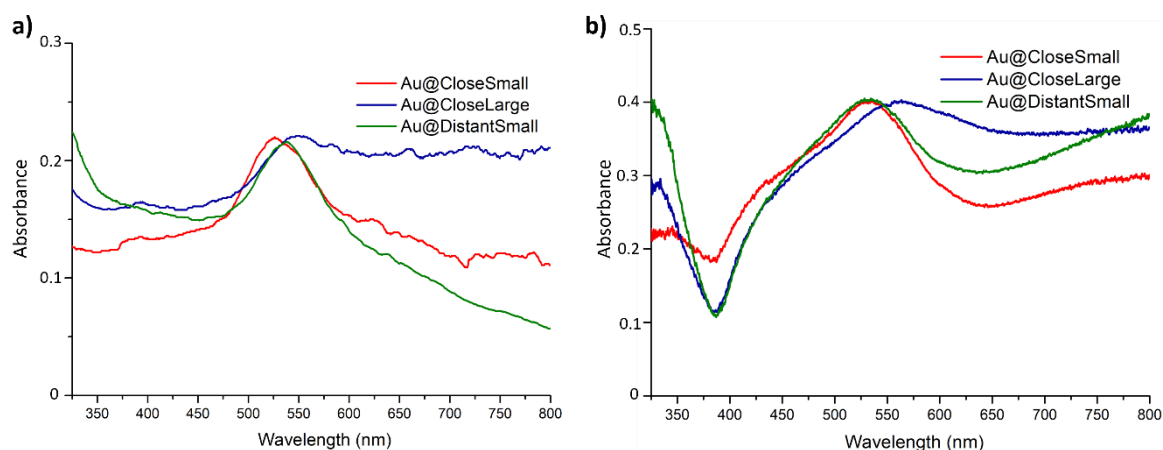 a)
0.3
0.2
0.1
0
Absorbance
Au@CloseSmall
Au@CloseLarge
Au@DistantSmall
350 400 450 500 550 600 650 700 750 800
Wavelength (nm)
b)
0.5
0.4
0.3
0.2
0.1
0
Absorbance
Au@CloseSmall
Au@CloseLarge
Au@DistantSmall
350 400 450 500 550 600 650 700 750 800
Wavelength (nm)